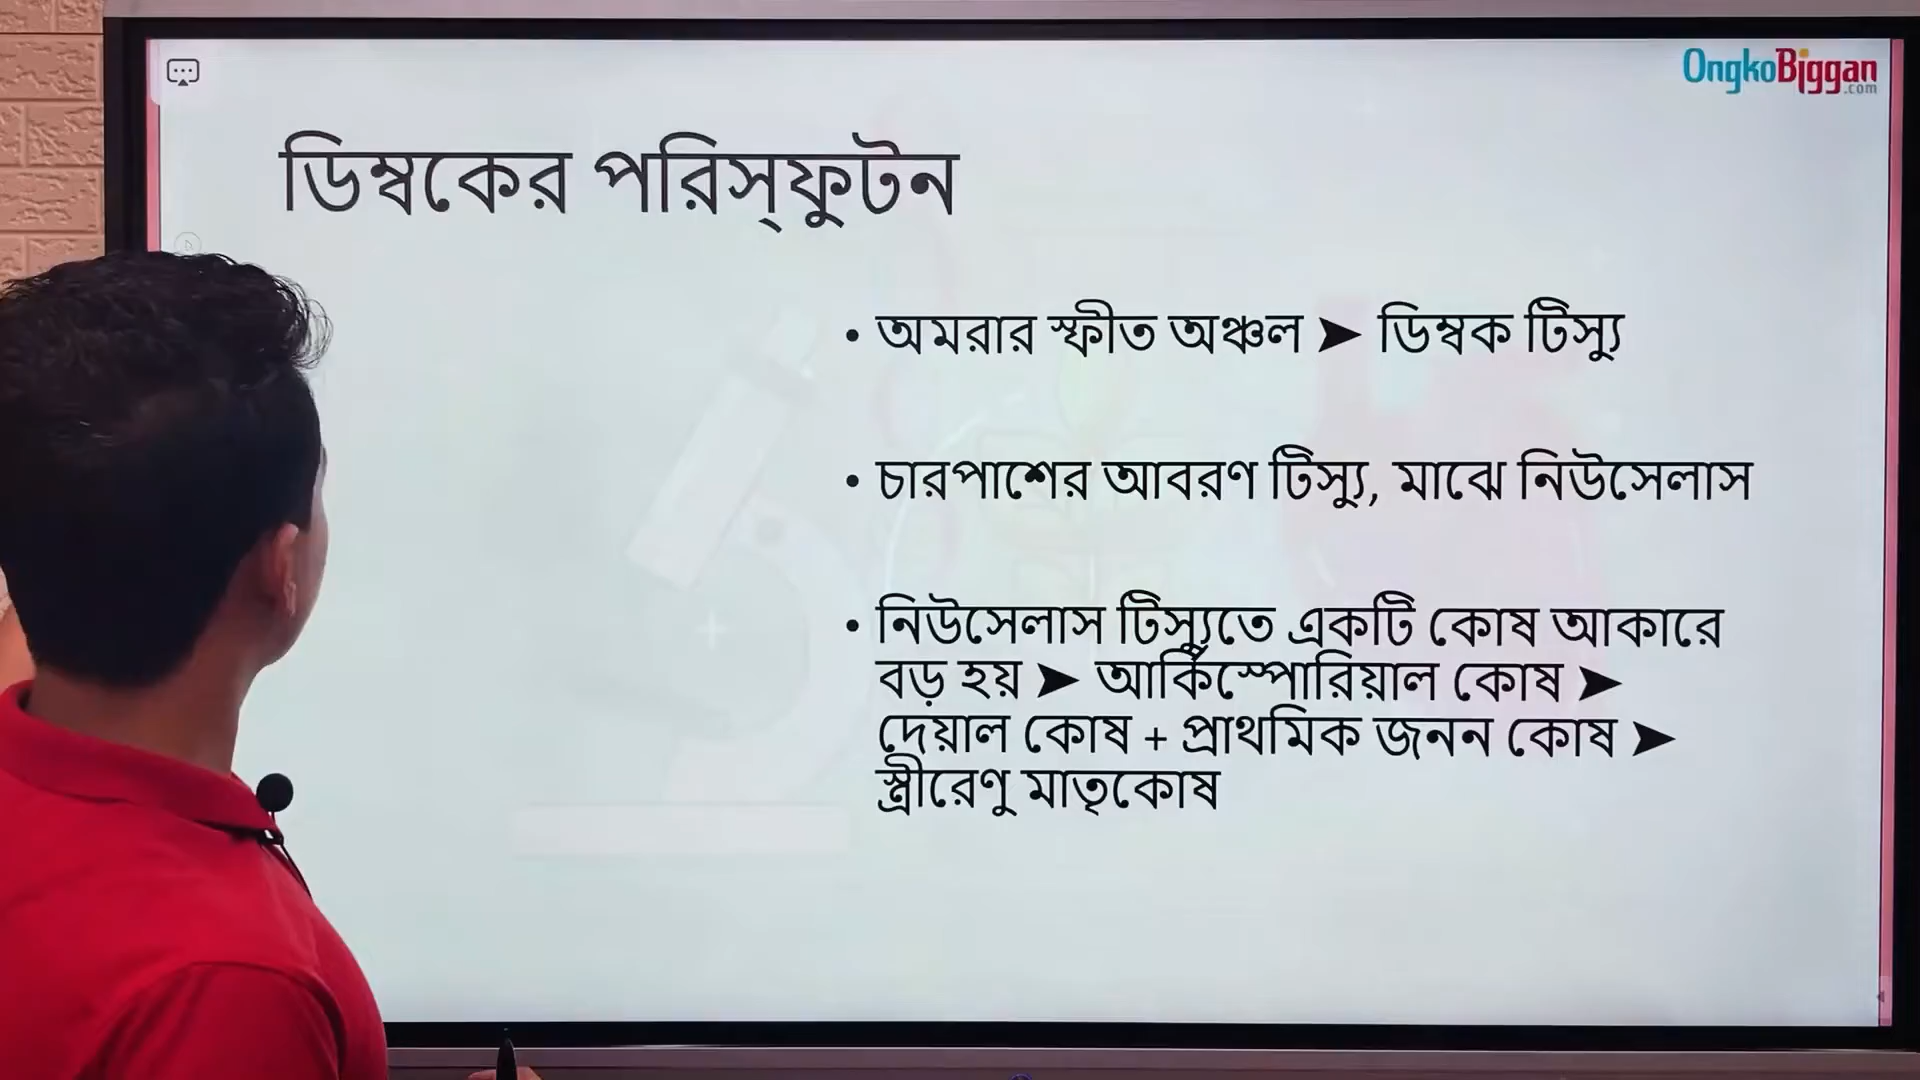 OngkoBiggan
.com
ডিম্বকের পরিস্ফুটন
• অমরার স্ফীত অঞ্চল ➤ ডিম্বক টিস্যু
• চারপাশের আবরণ টিস্যু, মাঝে নিউসেলাস
• নিউসেলাস টিস্যুতে একটি কোষ আকারে
বড় হয় ➤ আর্কিস্পোরিয়াল কোষ ➤
দেয়াল কোষ + প্রাথমিক জনন কোষ ➤
স্ত্রীরেণু মাতৃকোষ